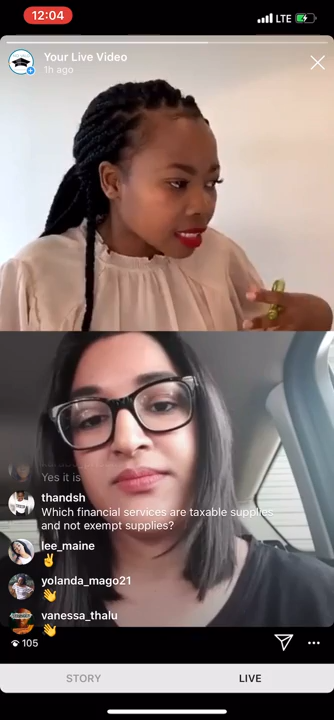 12:04
LTE
Your Live Video
1h ago
Yes it is
thandsh
Which financial services are taxable supplies
and not exempt supplies?
lee_maine
✌
yolanda_mago21
👋
vanessa_thalu
👋
105
STORY
LIVE